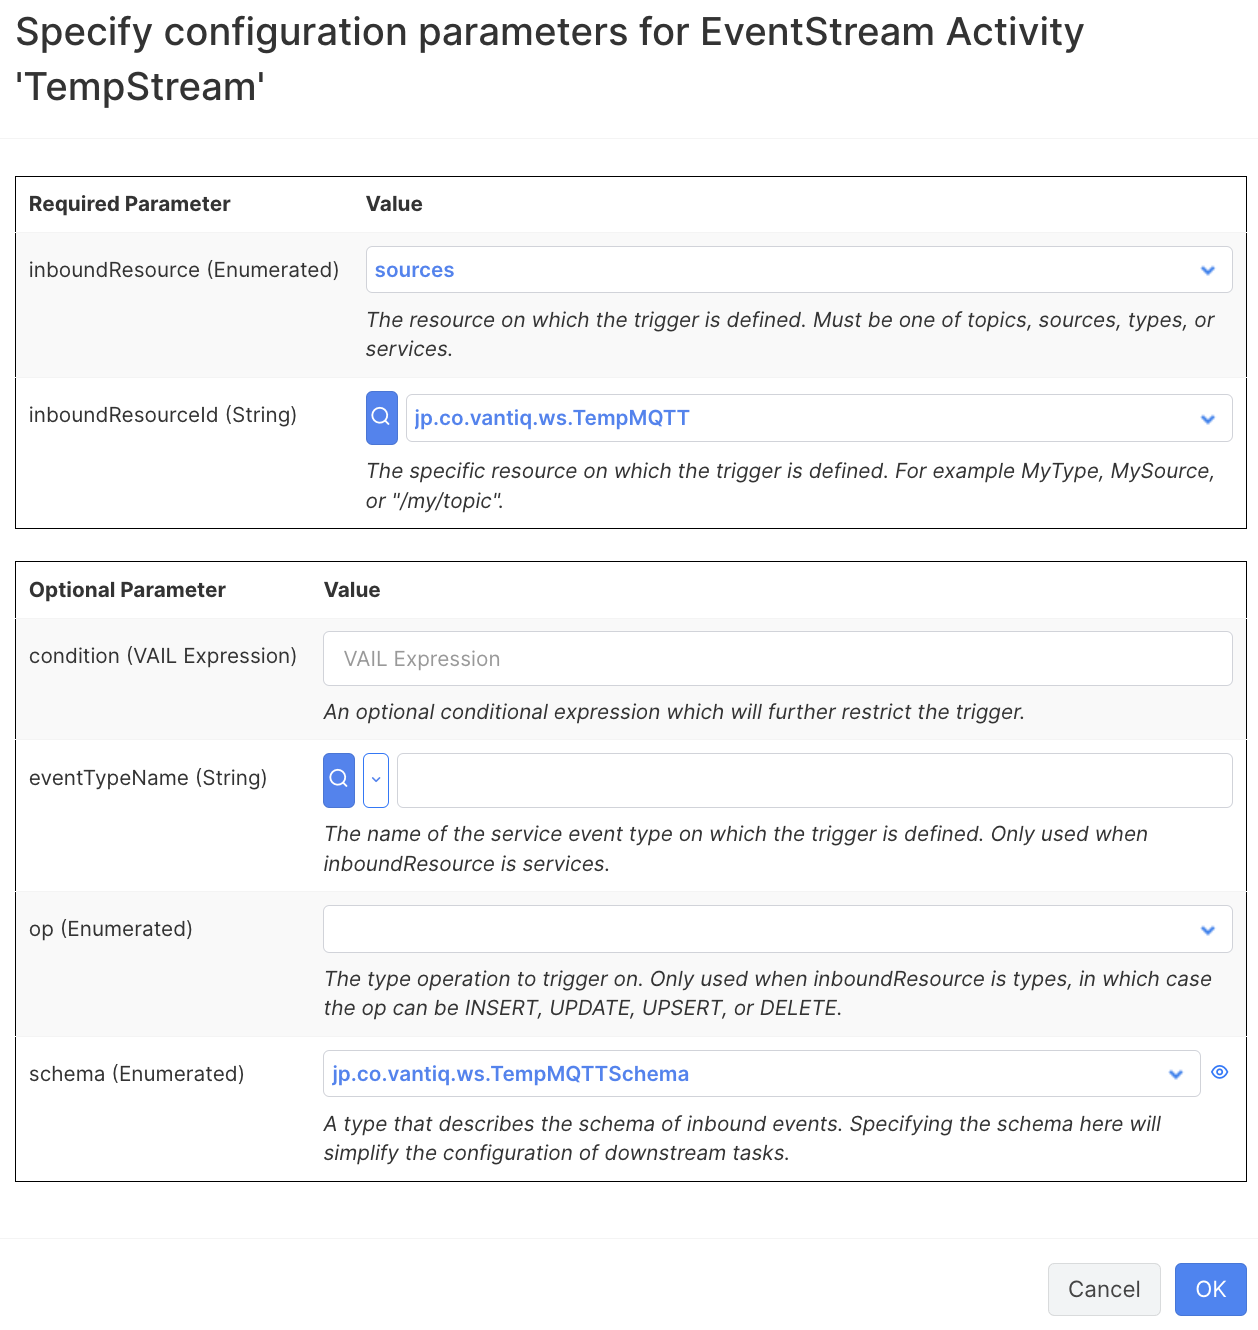 Specify configuration parameters for EventStream Activity
'TempStream'
Required Parameter Value
inboundResource (Enumerated) sources
The resource on which the trigger is defined. Must be one of topics, sources, types, or
services.
inboundResourceId (String) jp.co.vantiq.ws.TempMQTT
The specific resource on which the trigger is defined. For example MyType, MySource,
or "/my/topic".
Optional Parameter Value
condition (VAIL Expression) VAIL Expression
An optional conditional expression which will further restrict the trigger.
eventTypeName (String)
The name of the service event type on which the trigger is defined. Only used when
inboundResource is services.
op (Enumerated)
The type operation to trigger on. Only used when inboundResource is types, in which case
the op can be INSERT, UPDATE, UPSERT, or DELETE.
schema (Enumerated) jp.co.vantiq.ws.TempMQTTSchema
A type that describes the schema of inbound events. Specifying the schema here will
simplify the configuration of downstream tasks.
Cancel OK